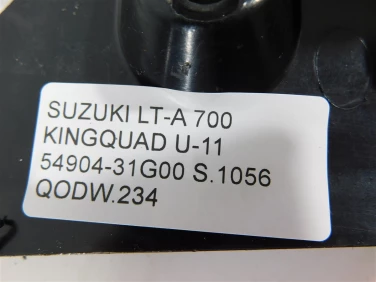 SUZUKI LT-A 700
KINGQUAD U-11
54904-31G00 S.1056
QODW.234